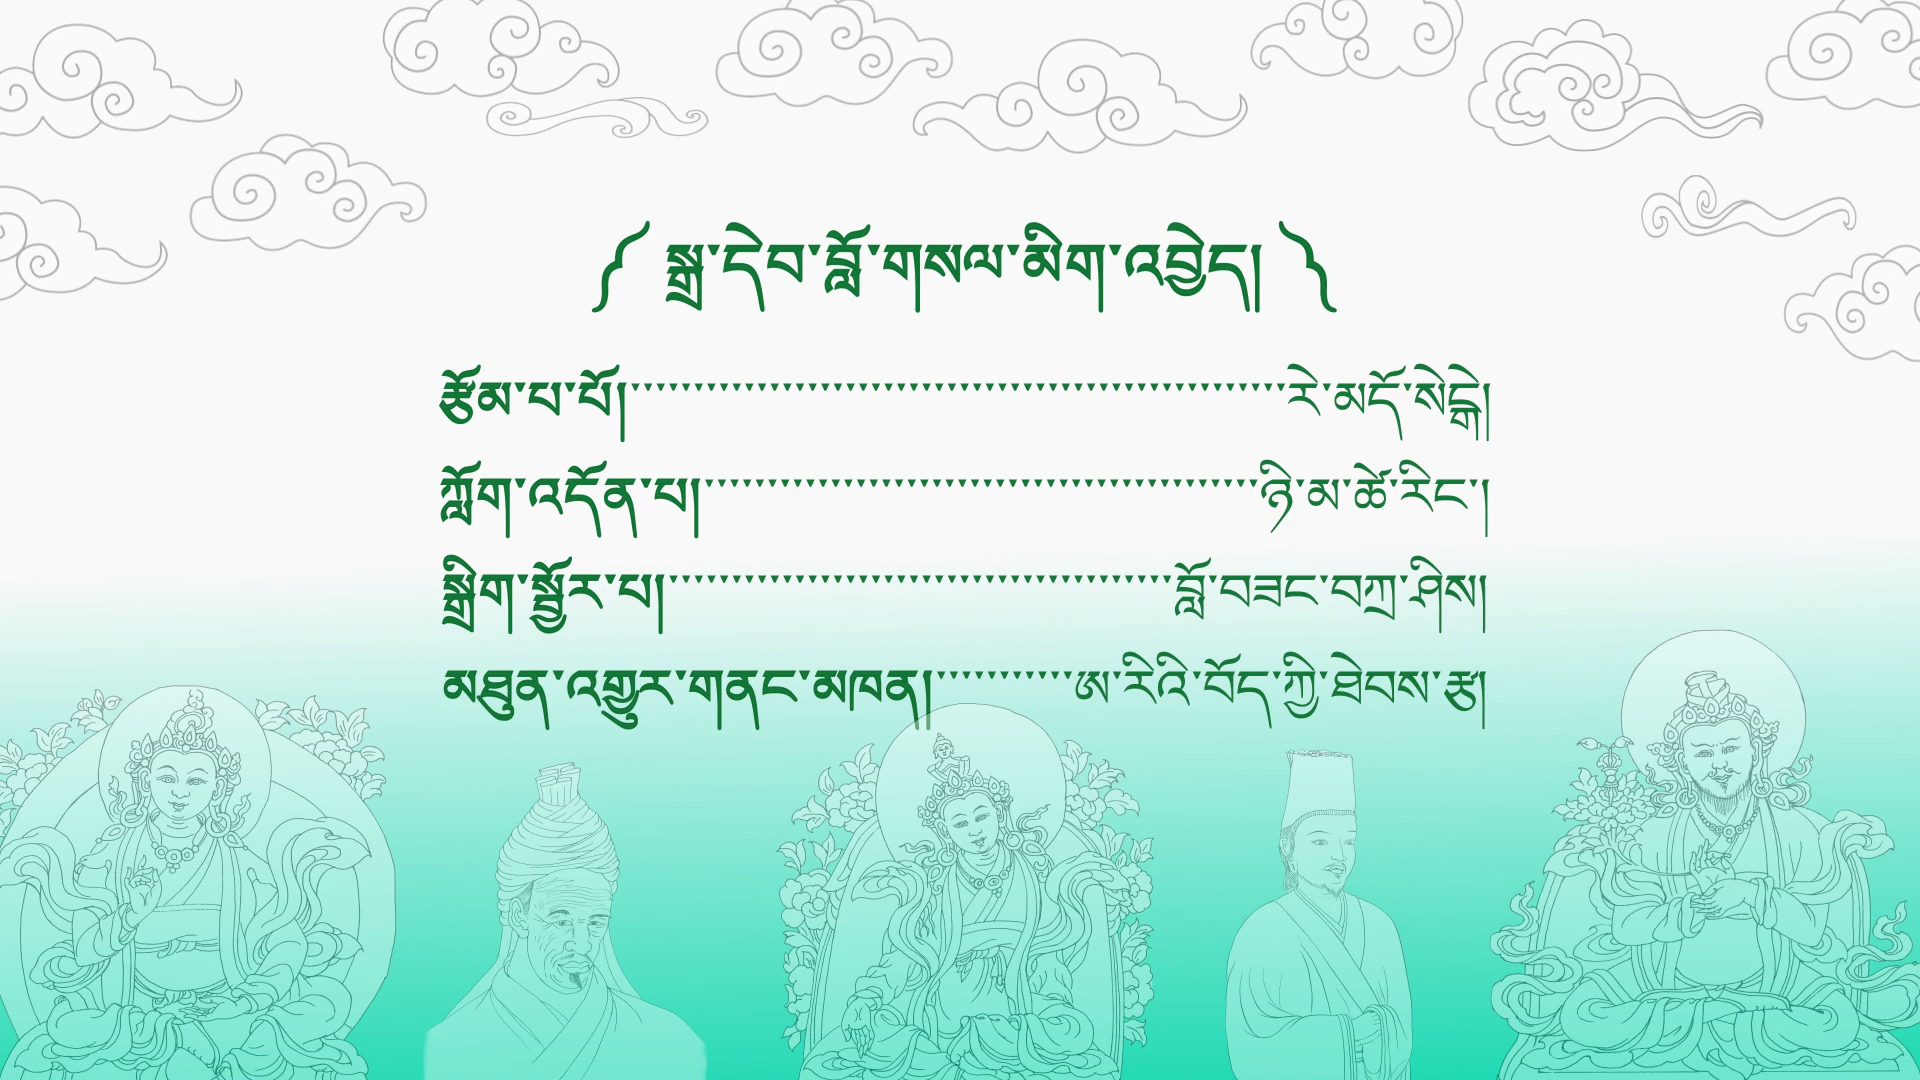 ༼ སྒྲ་དེབ་བློ་གསལ་མིག་འབྱེད། ༽
རྩོམ་པ་པོ།་་་་་་་་་་་་་་་་་་་་་་་་་་་་་་་་་་་་་་་་་་་་་་་་་་་་རེ་མདོ་སེངྒེ།
ཀློག་འདོན་པ།་་་་་་་་་་་་་་་་་་་་་་་་་་་་་་་་་་་་་་་་་་་་ཉི་མ་ཚེ་རིང་།
སྒྲིག་སྦྱོར་པ།་་་་་་་་་་་་་་་་་་་་་་་་་་་་་་་་་་་་་་་་བློ་བཟང་བཀྲ་ཤིས།
མཐུན་འགྱུར་གནང་མཁན།་་་་་་་་་་་ཨ་རིའི་བོད་ཀྱི་ཐེབས་རྩ།